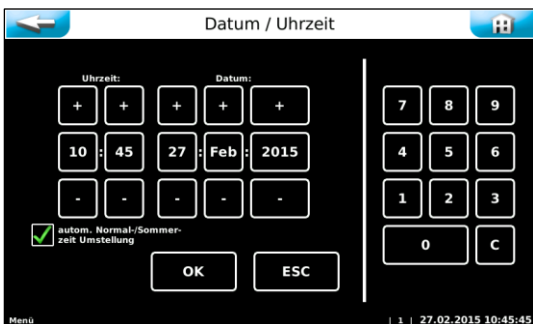 Datum / Uhrzeit
Uhrzeit: Datum:
+ + + + +
10 : 45 27 : Feb : 2015
- - - - -
autom. Normal-/Sommer-
zeit Umstellung
OK ESC
7 8 9
4 5 6
1 2 3
0 C
Menü | 1 | 27.02.2015 10:45:45